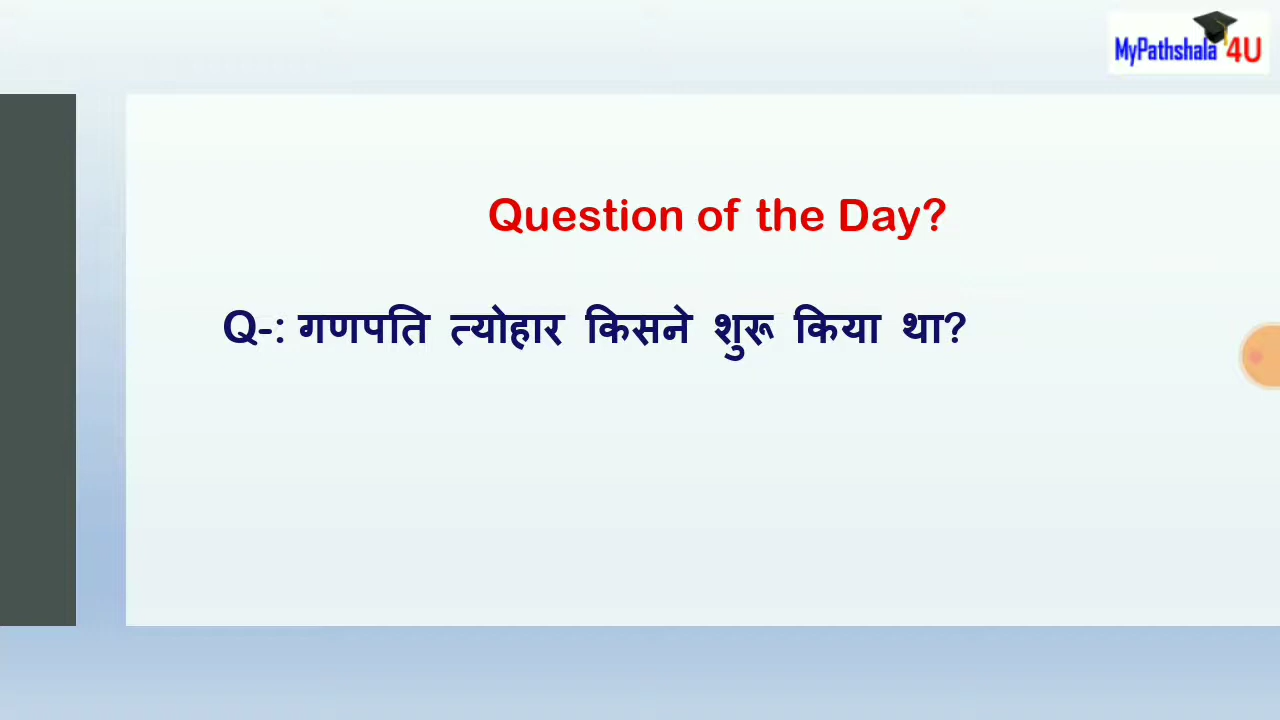 MyPathshala 4U
Question of the Day?
Q-: गणपति त्योहार किसने शुरू किया था?